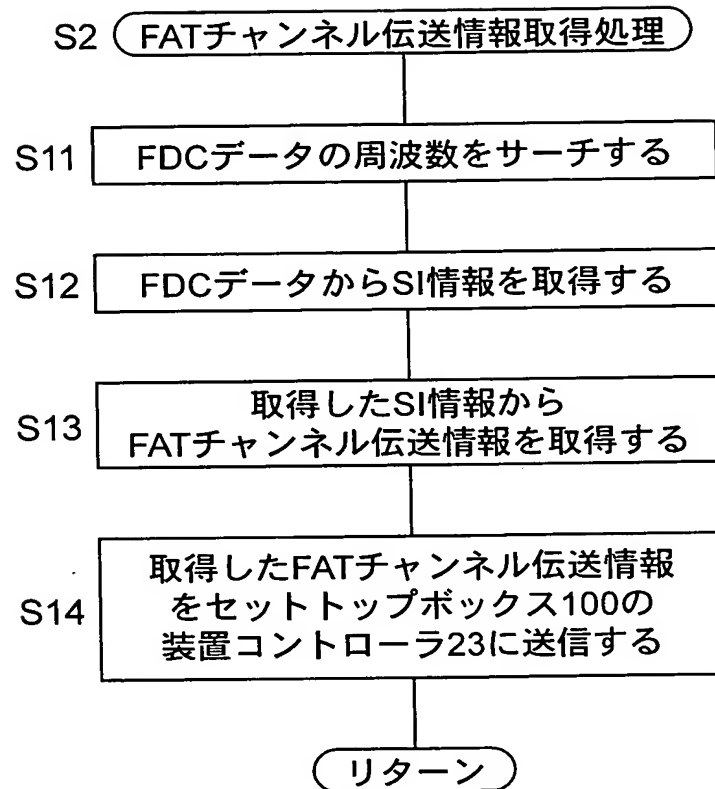 S2 FATチャンネル伝送情報取得処理
S11 FDCデータの周波数をサーチする
S12 FDCデータからSI情報を取得する
S13 取得したSI情報から
FATチャンネル伝送情報を取得する
S14 取得したFATチャンネル伝送情報
をセットトップボックス100の
装置コントローラ23に送信する
リターン